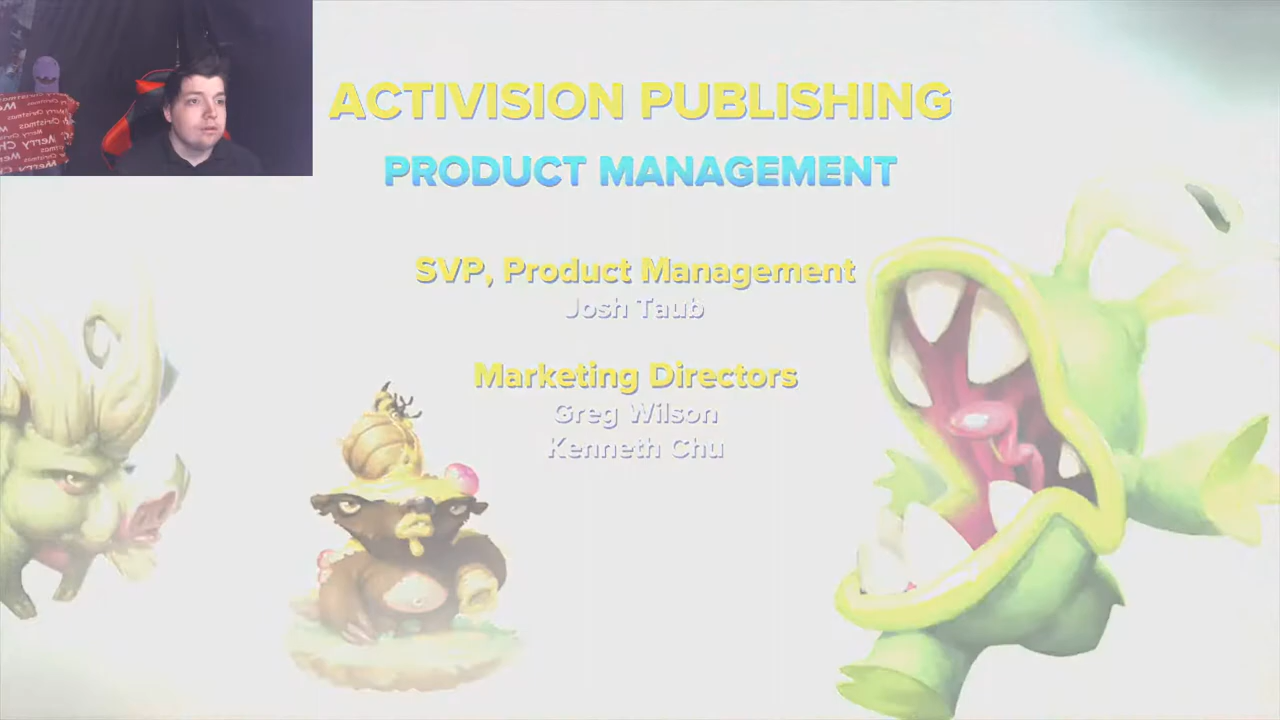 ACTIVISION PUBLISHING
PRODUCT MANAGEMENT
SVP, Product Management
Josh Taub
Marketing Directors
Greg Wilson
Kenneth Chu